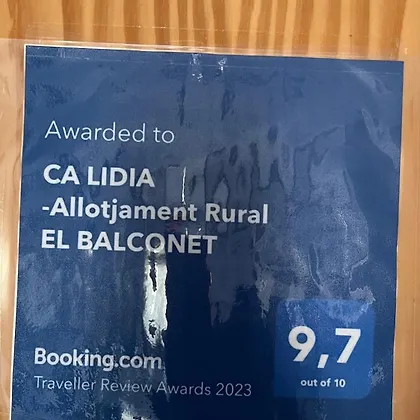 Awarded to
CA LIDIA
-Allotjament Rural
EL BALCONET
9,7
out of 10
Booking.com
Traveller Review Awards 2023